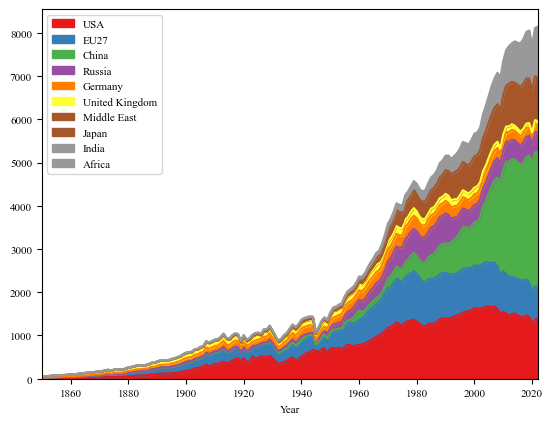 USA
EU27
China
Russia
Germany
United Kingdom
Middle East
Japan
India
Africa
8000
7000
6000
5000
4000
3000
2000
1000
0
1860 1880 1900 1920 1940 1960 1980 2000 2020
Year